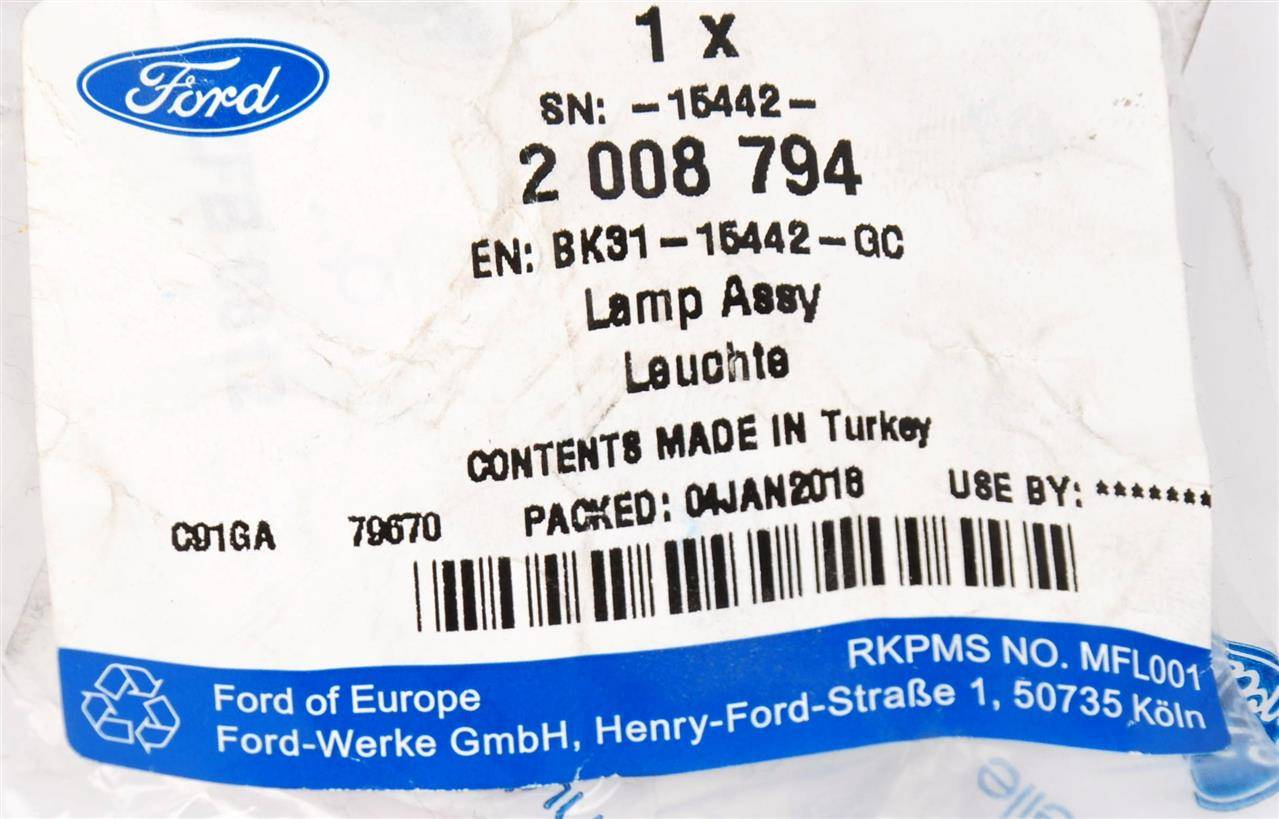 Ford
1 x
SN: -15442-
2 008 794
EN: BK31-15442-GC
Lamp Assy
Leuchte
CONTENTS MADE IN Turkey
C91GA 79670 PACKED: 04JAN2018 USE BY: *******
RKPMS NO. MFL001
Ford of Europe
Ford-Werke GmbH, Henry-Ford-Straße 1, 50735 Köln